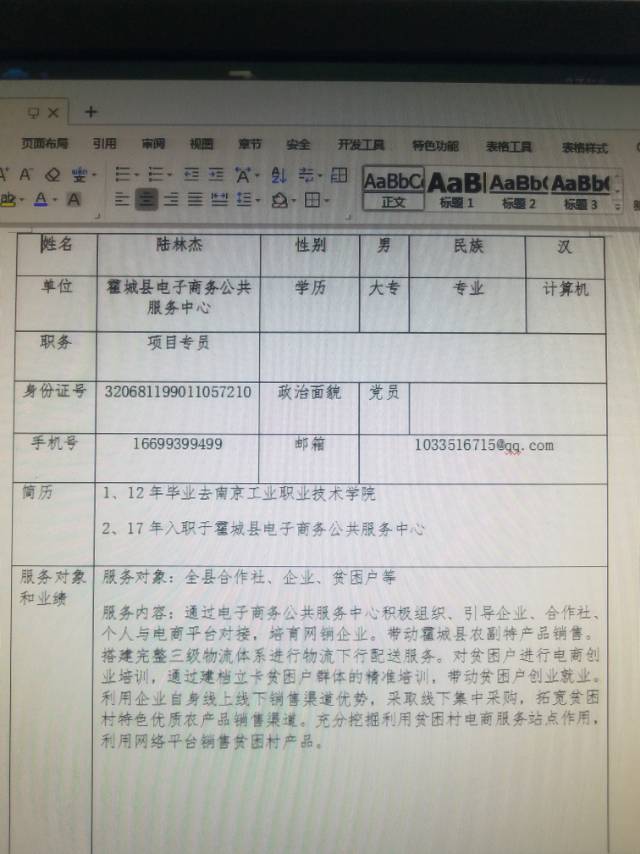 页面布局 引用 审阅 视图 章节 安全 开发工具 特色功能 表格工具 表格样式
AaBbC AaB AaBb AaBb
正文 标题 1 标题 2 标题 3
姓名 陆林杰 性别 男 民族 汉
单位 霍城县电子商务公共 学历 大专 专业 计算机
服务中心
职务 项目专员
身份证号 320681199011057210 政治面貌 党员
手机号 16699399499 邮箱 1033516715@qq.com
简历 1、12 年毕业去南京工业职业技术学院
2、17 年入职于霍城县电子商务公共服务中心
服务对象 服务对象：全县合作社、企业、贫困户等
和业绩
服务内容：通过电子商务公共服务中心积极组织、引导企业、合作社、
个人与电商平台对接，培育网销企业。带动霍城县农副特产品销售。
搭建完整三级物流体系进行物流下行配送服务。对贫困户进行电商创
业培训，通过建档立卡贫困户群体的精准培训，带动贫困户创业就业。
利用企业自身线上线下销售渠道优势，采取线下集中采购，拓宽贫困
村特色优质农产品销售渠道。充分挖掘利用贫困村电商服务站点作用，
利用网络平台销售贫困村产品。